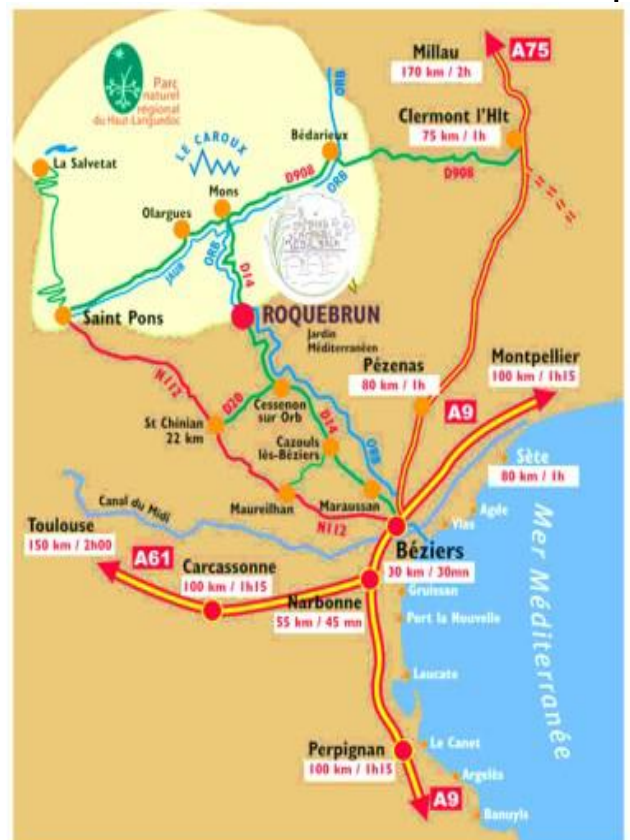 Millau
170 km / 2h
A75
Parc
naturel
régional
du Haut-Languedoc
ORB
Clermont l'Hlt
75 km / 1h
LE CAROUX
Bédarieux
La Salvetat
D908
ORB
D908
Mons
Olargues
ORB
JAUR
D14
Saint Pons
ROQUEBRUN
Jardin
Méditerranéen
Montpellier
100 km / 1h15
Pézenas
80 km / 1h
N112
D20
Cessenon
sur Orb
A9
St Chinian
22 km
D14
Cazouls
lès-Béziers
ORB
Sète
80 km / 1h
Canal du Midi
Maureilhan
Maraussan
Agde
Vias
N112
Toulouse
150 km / 2h00
A61
Béziers
30 km / 30mn
Carcassonne
100 km / 1h15
Narbonne
55 km / 45 mn
Gruissan
Port la Nouvelle
Mer Méditerranée
Leucate
Perpignan
100 km / 1h15
Le Canet
Argelès
A9
Banuyls